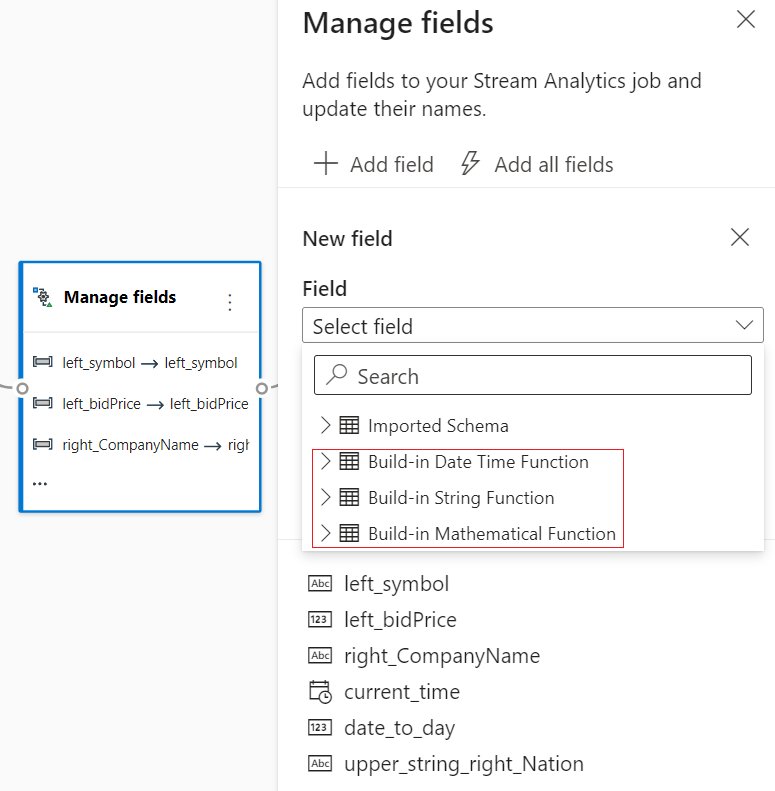 Manage fields
Add fields to your Stream Analytics job and
update their names.
Add field
Add all fields
New field
Field
Select field
Search
Imported Schema
Build-in Date Time Function
Build-in String Function
Build-in Mathematical Function
Abc left_symbol
123 left_bidPrice
Abc right_CompanyName
current_time
123 date_to_day
Abc upper_string_right_Nation
Manage fields
left_symbol → left_symbol
left_bidPrice → left_bidPrice
right_CompanyName → righ
...